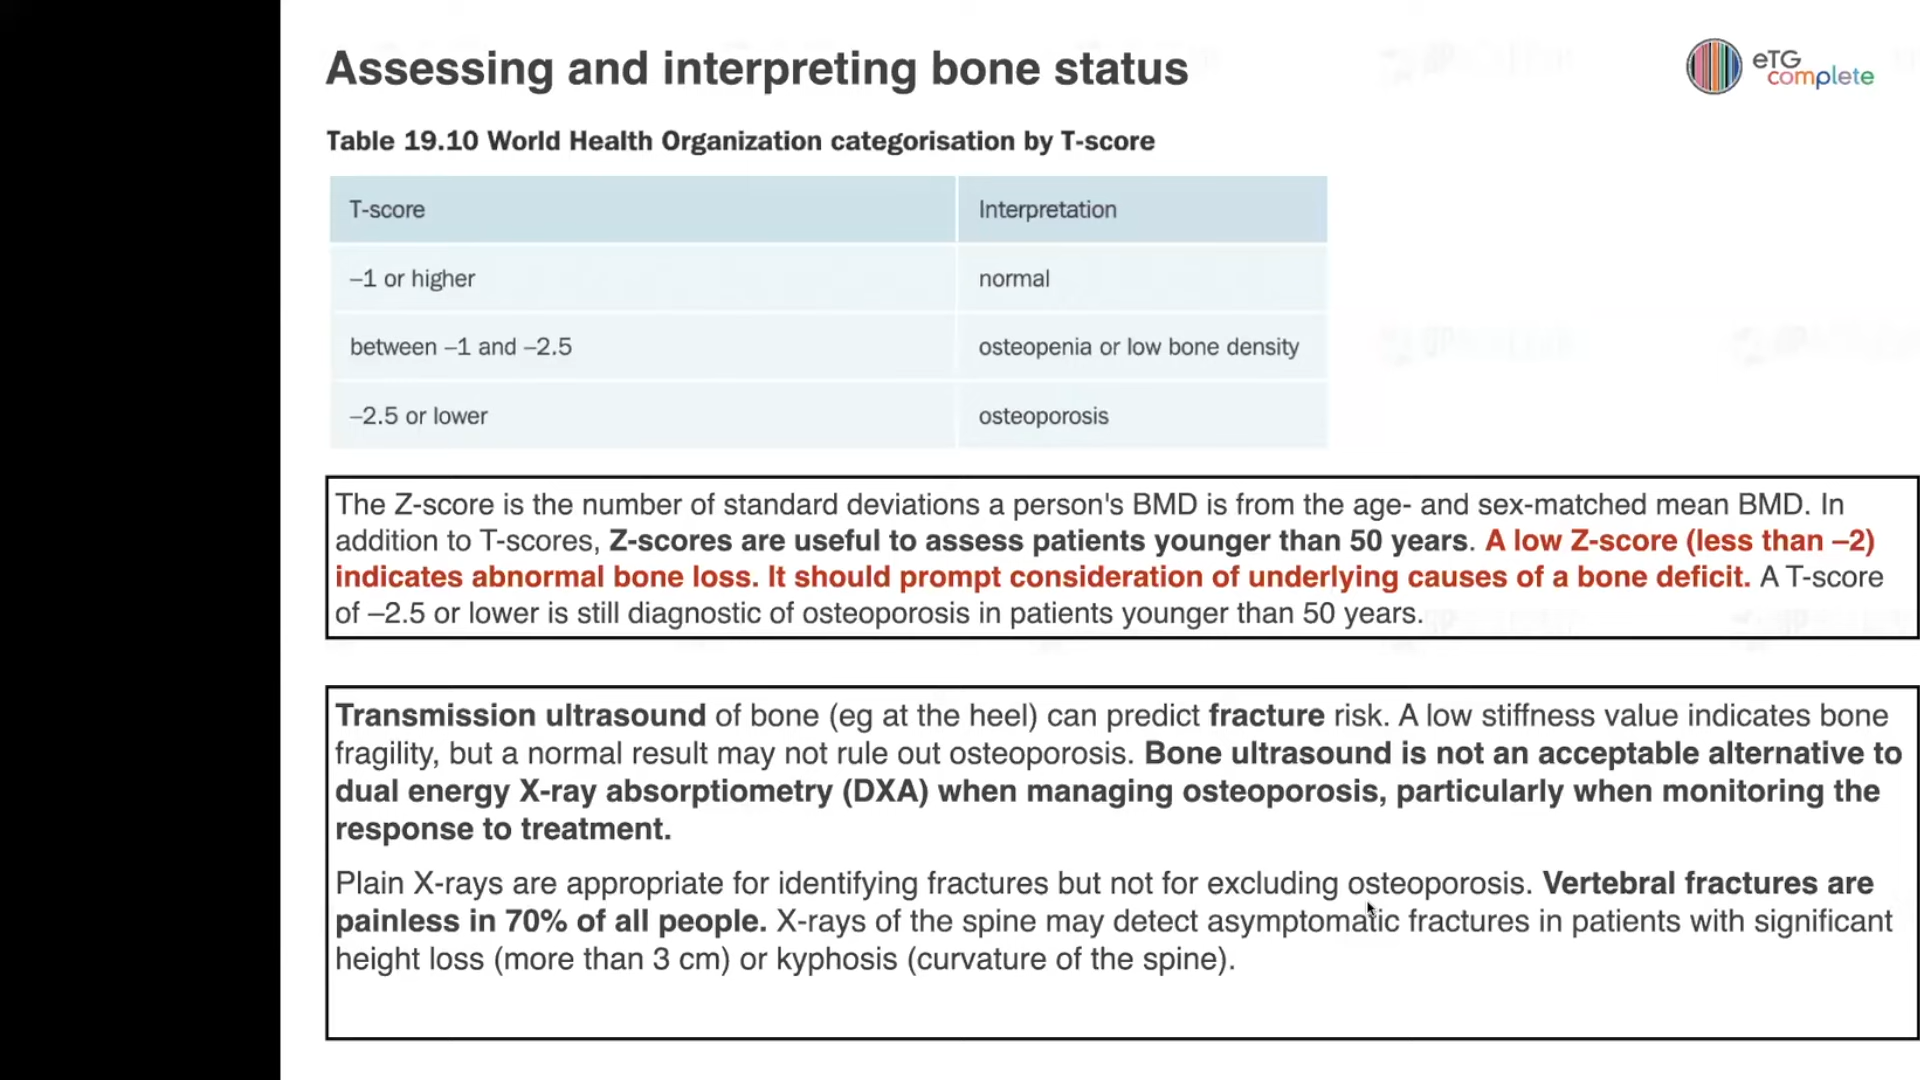 Assessing and interpreting bone status
eTG
complete
Table 19.10 World Health Organization categorisation by T-score
T-score Interpretation
–1 or higher normal
between –1 and –2.5 osteopenia or low bone density
–2.5 or lower osteoporosis
The Z-score is the number of standard deviations a person's BMD is from the age- and sex-matched mean BMD. In
addition to T-scores, Z-scores are useful to assess patients younger than 50 years. A low Z-score (less than –2)
indicates abnormal bone loss. It should prompt consideration of underlying causes of a bone deficit. A T-score
of –2.5 or lower is still diagnostic of osteoporosis in patients younger than 50 years.
Transmission ultrasound of bone (eg at the heel) can predict fracture risk. A low stiffness value indicates bone
fragility, but a normal result may not rule out osteoporosis. Bone ultrasound is not an acceptable alternative to
dual energy X-ray absorptiometry (DXA) when managing osteoporosis, particularly when monitoring the
response to treatment.
Plain X-rays are appropriate for identifying fractures but not for excluding osteoporosis. Vertebral fractures are
painless in 70% of all people. X-rays of the spine may detect asymptomatic fractures in patients with significant
height loss (more than 3 cm) or kyphosis (curvature of the spine).